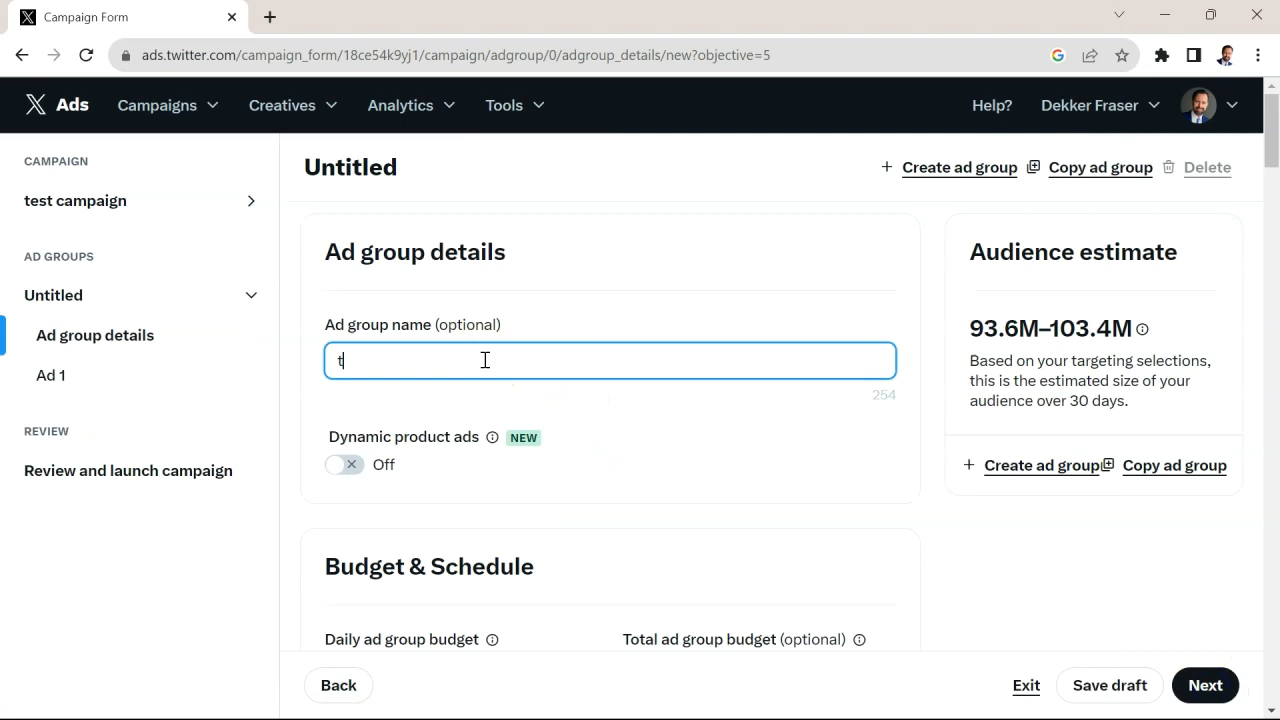 Campaign Form
ads.twitter.com/campaign_form/18ce54k9yj1/campaign/adgroup/0/adgroup_details/new?objective=5
X Ads Campaigns Creatives Analytics Tools Help? Dekker Fraser
CAMPAIGN
test campaign
AD GROUPS
Untitled
Ad group details
Ad 1
REVIEW
Review and launch campaign
Untitled
+ Create ad group Copy ad group Delete
Ad group details
Ad group name (optional)
t
254
Dynamic product ads NEW
Off
Budget & Schedule
Daily ad group budget Total ad group budget (optional)
Audience estimate
93.6M–103.4M
Based on your targeting selections,
this is the estimated size of your
audience over 30 days.
+ Create ad group Copy ad group
Back Exit Save draft Next